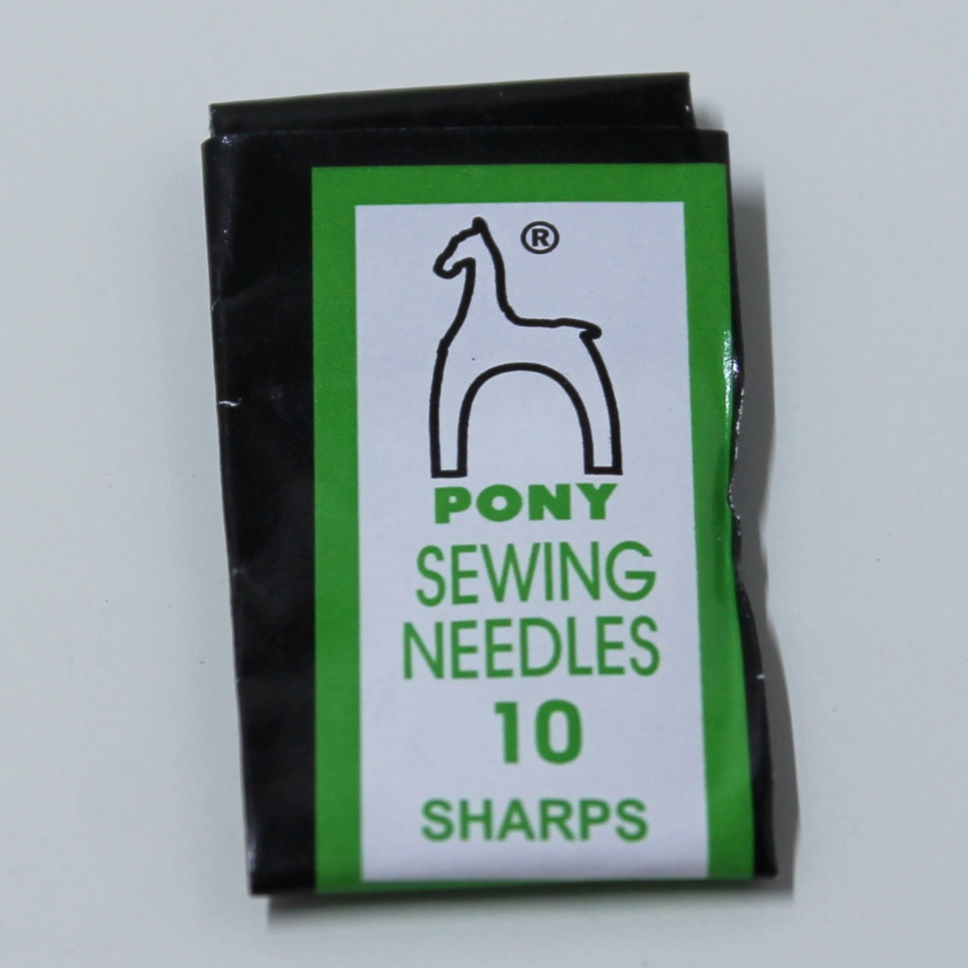 ®
PONY
SEWING
NEEDLES
10
SHARPS